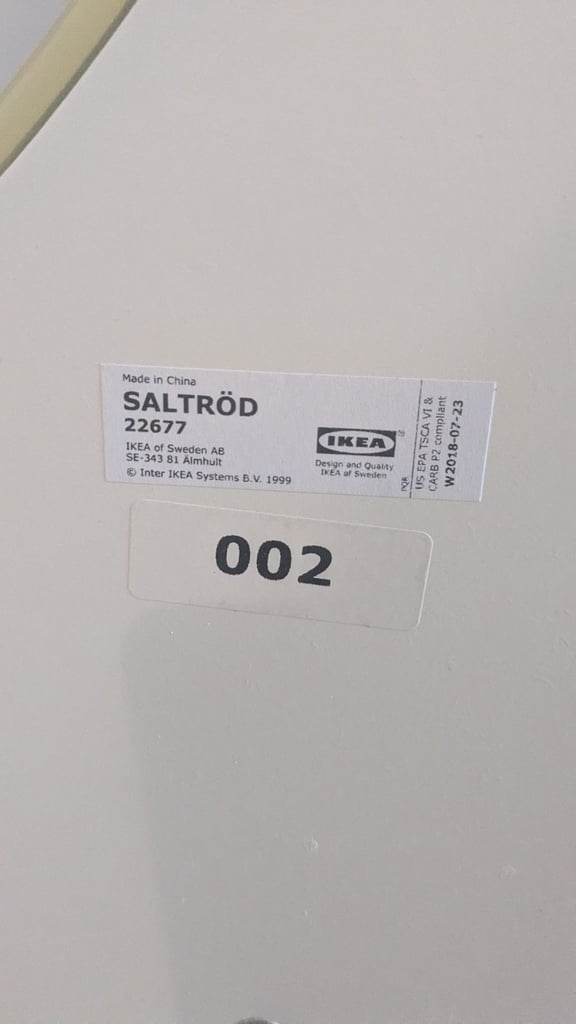 Made in China
SALTRÖD
22677
IKEA of Sweden AB
SE-343 81 Älmhult
© Inter IKEA Systems B.V. 1999
IKEA®
Design and Quality
IKEA of Sweden
PQR
US EPA TSCA VI &
CARB P2 compliant
W2018-07-23
002